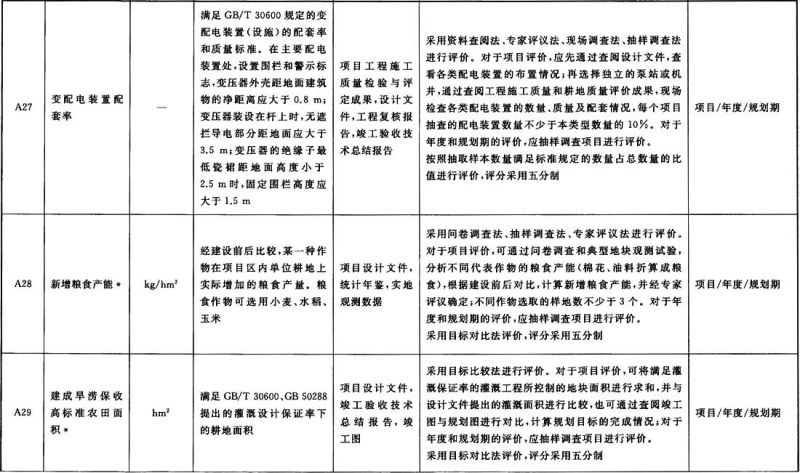 A27
变配电装置配
套率
—
满足 GB/T 30600 规定的变
配电装置(设施)的配套率
和质量标准。在主要配电
装置处,设置围栏和警示标
志,变压器外壳距地面建筑
物的净距离应大于 0.8 m;
变压器装设在杆上时,无遮
拦导电部分距地面应大于
3.5 m;变压器的绝缘子最
低瓷裙距地面高度小于
2.5 m时,固定围栏高度应
大于 1.5 m
项目工程施工
质量检验与评
定成果,设计文
件,工程复核报
告,竣工验收技
术总结报告
采用资料查阅法、专家评议法、现场调查法、抽样调查法
进行评价。对于项目评价,应先通过查阅设计文件,查
看各类配电装置的布置情况;再选择独立的泵站或机
井,通过查阅工程施工质量和耕地质量评价成果,现场
检查各类配电装置的数量、质量及配套情况,每个项目
抽查的配电装置数量不少于本类型数量的 10%。对于
年度和规划期的评价,应抽样调查项目进行评价。
按照抽取样本数量满足标准规定的数量占总数量的比
值进行评价,评分采用五分制
项目/年度/规划期
A28
新增粮食产能*
kg/hm²
经建设前后比较,某一种作
物在项目区内单位耕地上
实际增加的粮食产量。粮
食作物可选用小麦、水稻、
玉米
项目设计文件,
统计年鉴,实地
观测数据
采用问卷调查法、抽样调查法、专家评议法进行评价。
对于项目评价,可通过问卷调查和典型地块观测试验,
分析不同代表作物的粮食产能(棉花、油料折算成粮
食),根据建设前后对比,计算新增粮食产能,并经专家
评议确定;不同作物选取的样地数不少于 3 个。对于年
度和规划期的评价,应抽样调查项目进行评价。
采用目标对比法评价,评分采用五分制
项目/年度/规划期
A29
建成旱涝保收
高标准农田面
积*
hm²
满足 GB/T 30600、GB 50288
提出的灌溉设计保证率下
的耕地面积
项目设计文件,
竣工验收技术
总结报告,竣
工图
采用目标比较法进行评价。对于项目评价,可将满足灌
溉保证率的灌溉工程所控制的地块面积进行求和,并与
设计文件提出的灌溉面积进行比较,也可通过查阅竣工
图与规划图进行对比,计算规划目标的完成情况;对于
年度和规划期的评价,应抽样调查项目进行评价。
采用目标对比法评价,评分采用五分制
项目/年度/规划期